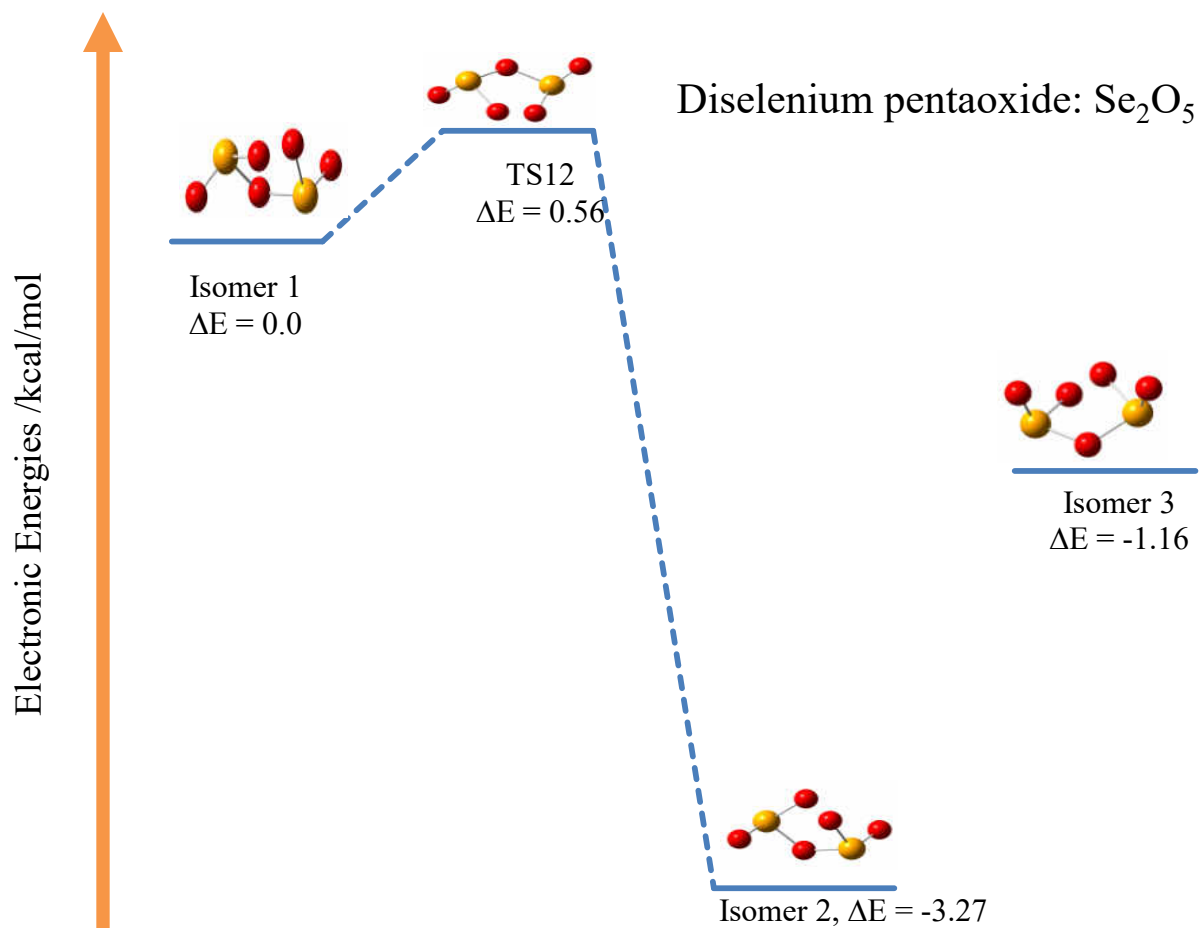 Diselenium pentaoxide: Se₂O₅
TS12
ΔE = 0.56
Isomer 1
ΔE = 0.0
Isomer 3
ΔE = -1.16
Isomer 2, ΔE = -3.27
Electronic Energies /kcal/mol